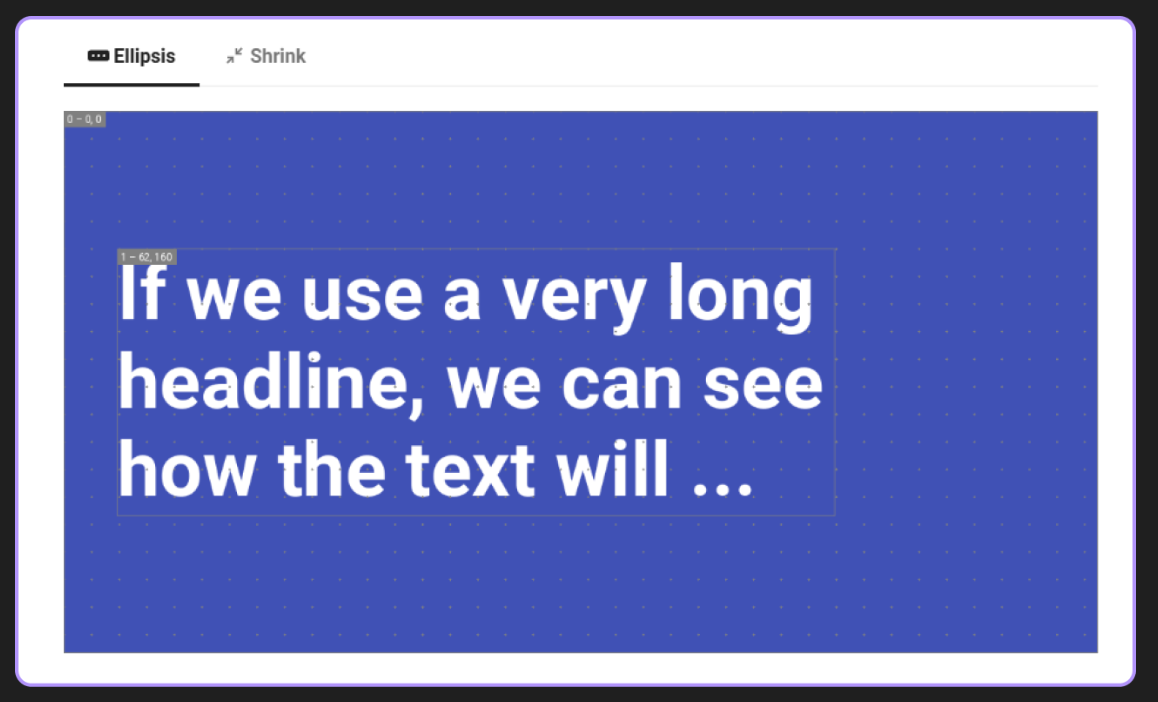 Ellipsis
Shrink
0 – 0, 0
1 – 62, 160
If we use a very long
headline, we can see
how the text will ...